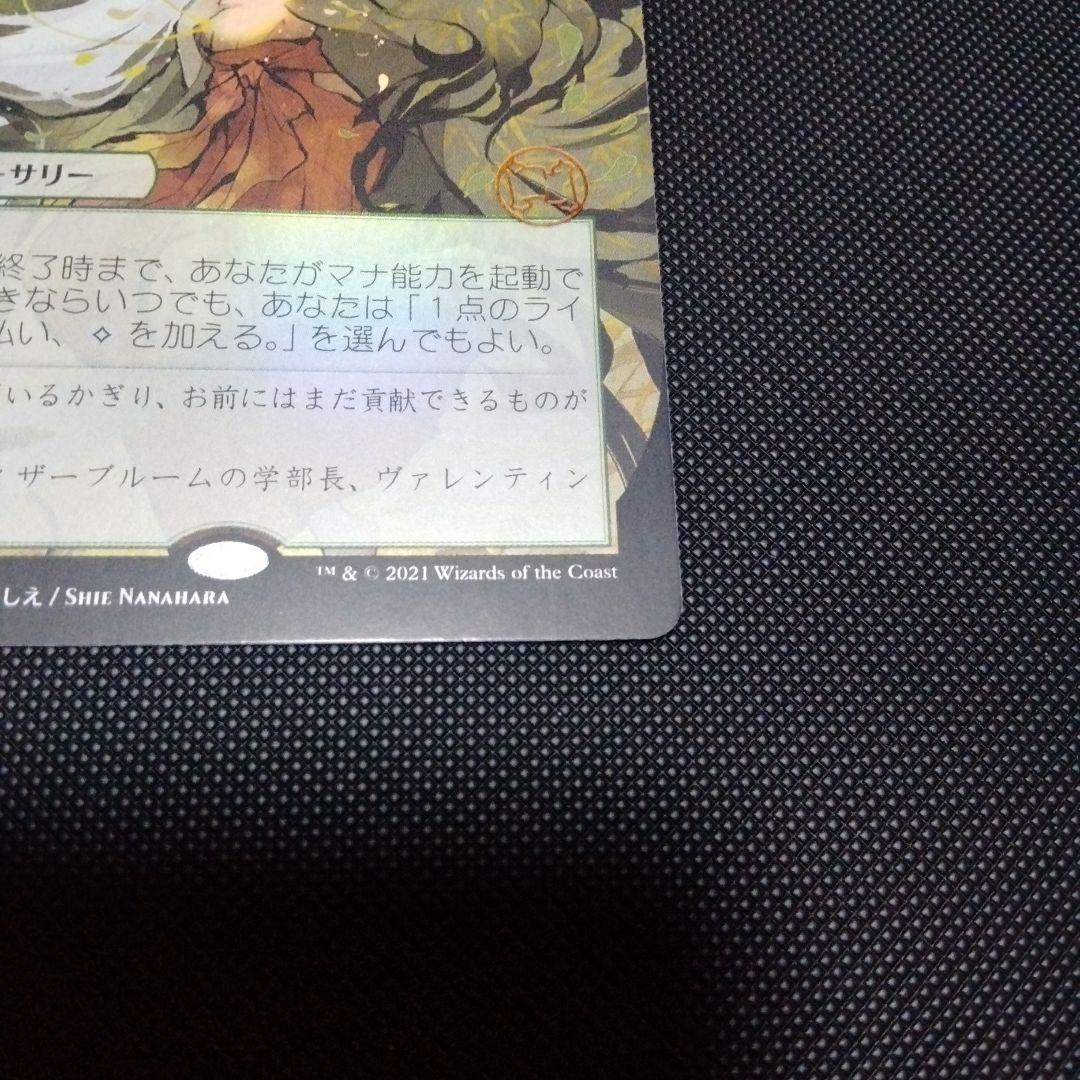 ーサリー
終了時まで、あなたがマナ能力を起動で
きならいつでも、あなたは「１点のライ
払い、 を加える。」を選んでもよい。
いるかぎり、お前にはまだ貢献できるものが
ザーブルームの学部長、ヴァレンティン
™ & © 2021 Wizards of the Coast
しえ / SHIE NANAHARA